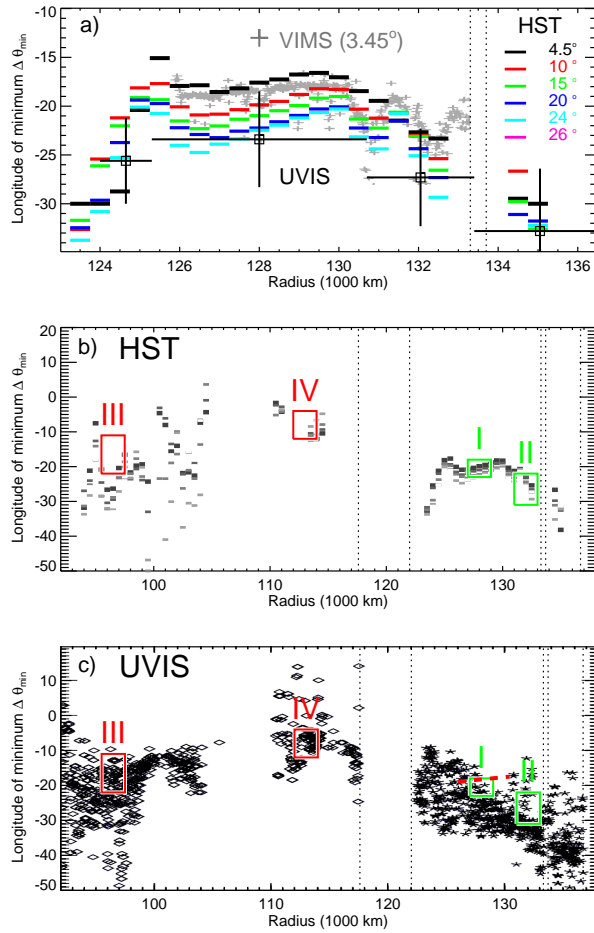 a)
VIMS (3.45°)
HST
4.5°
10 °
15 °
20 °
24 °
26 °
UVIS
Longitude of minimum Δ θmin
-10
-15
-20
-25
-30
124 126 128 130 132 134 136
Radius (1000 km)
b) HST
III
IV
I
II
Longitude of minimum Δ θmin
20
10
0
-10
-20
-30
-40
-50
100 110 120 130
Radius (1000 km)
c) UVIS
III
IV
I
II
Longitude of minimum Δ θmin
20
10
0
-10
-20
-30
-40
-50
100 110 120 130
Radius (1000 km)